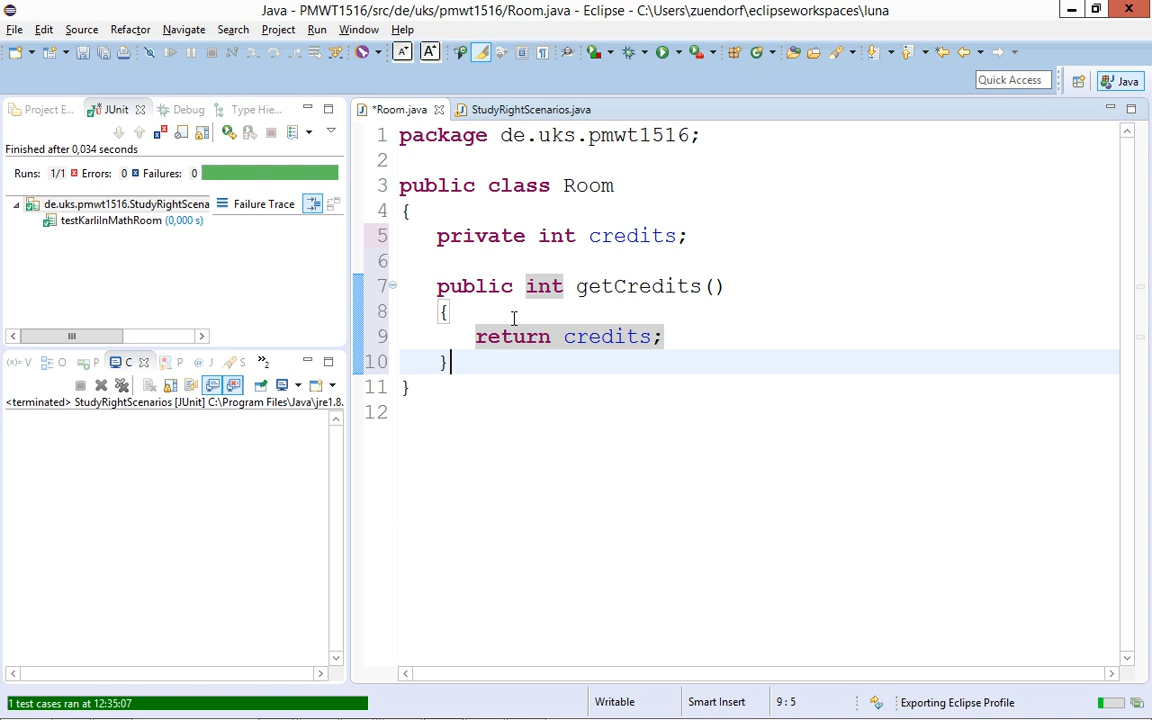 Java - PMWT1516/src/de/uks/pmwt1516/Room.java - Eclipse - C:\Users\zuendorf\eclipseworkspaces\luna
File Edit Source Refactor Navigate Search Project Run Window Help
Quick Access
Java
Project E...
JUnit
Debug
Type Hie...
*Room.java
StudyRightScenarios.java
Finished after 0,034 seconds
Runs: 1/1 Errors: 0 Failures: 0
de.uks.pmwt1516.StudyRightScena
Failure Trace
testKarliInMathRoom (0,000 s)
1 package de.uks.pmwt1516;
2
3 public class Room
4 {
5 private int credits;
6
7 public int getCredits()
8 {
9 return credits;
10 }
11 }
12
(x)= V O P C P @ J S »2
<terminated> StudyRightScenarios [JUnit] C:\Program Files\Java\jre1.8.
1 test cases ran at 12:35:07
Writable
Smart Insert
9 : 5
Exporting Eclipse Profile